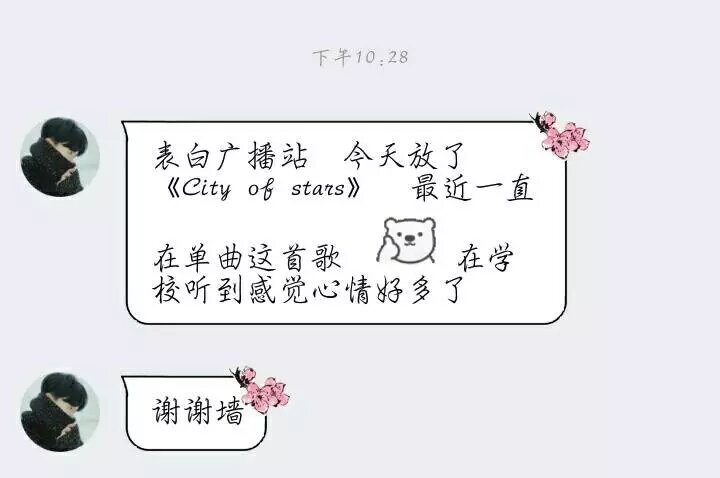 下午10:28
表白广播站 今天放了
《City of stars》 最近一直
在单曲这首歌 在学
校听到感觉心情好多了
谢谢墙